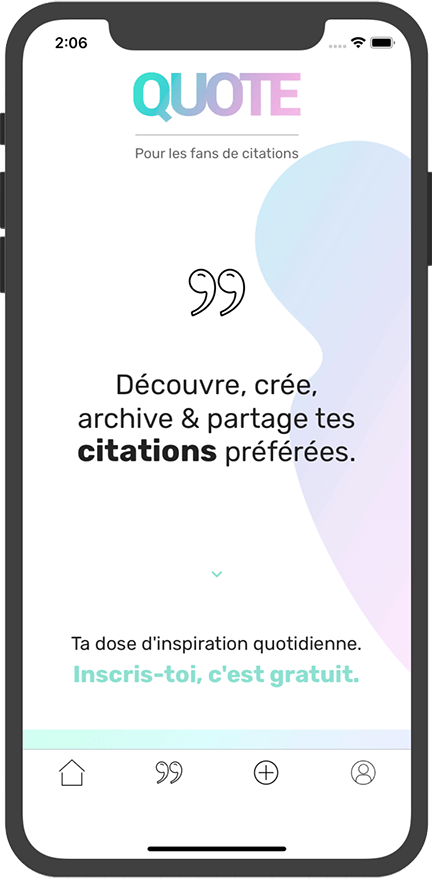 2:06
QUOTE
Pour les fans de citations
Découvre, crée,
archive & partage tes
citations préférées.
Ta dose d'inspiration quotidienne.
Inscris-toi, c'est gratuit.